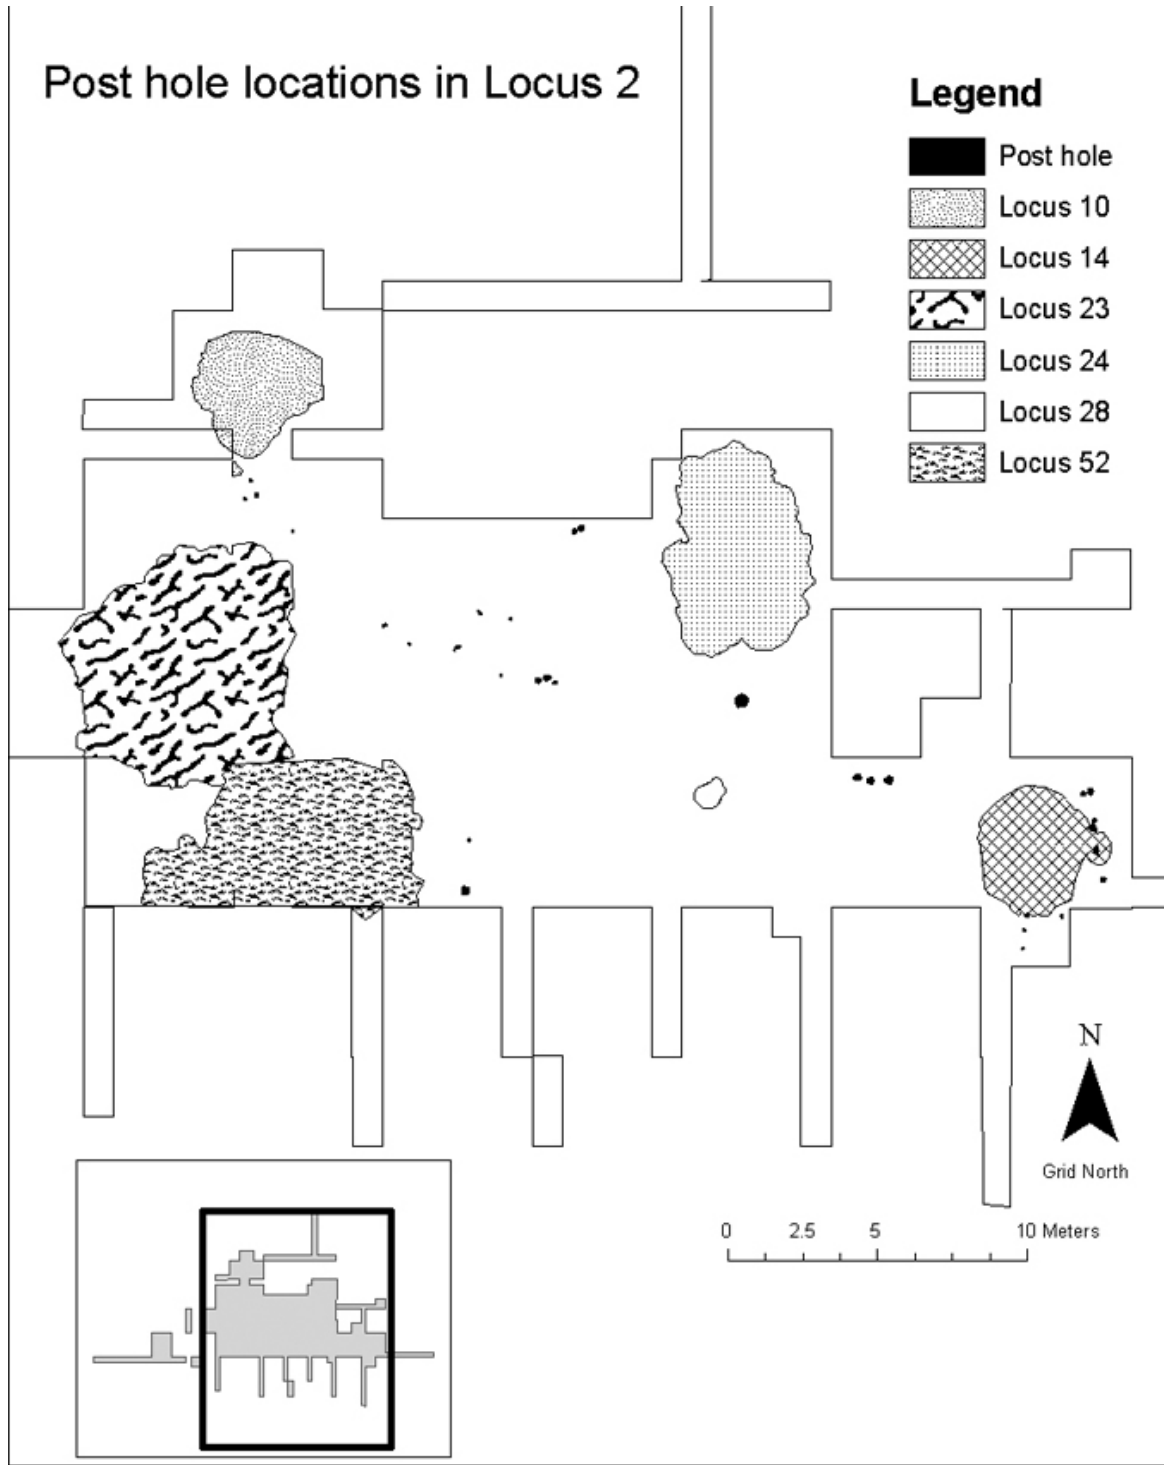 Post hole locations in Locus 2
Legend
Post hole
Locus 10
Locus 14
Locus 23
Locus 24
Locus 28
Locus 52
N
Grid North
0 2.5 5 10 Meters